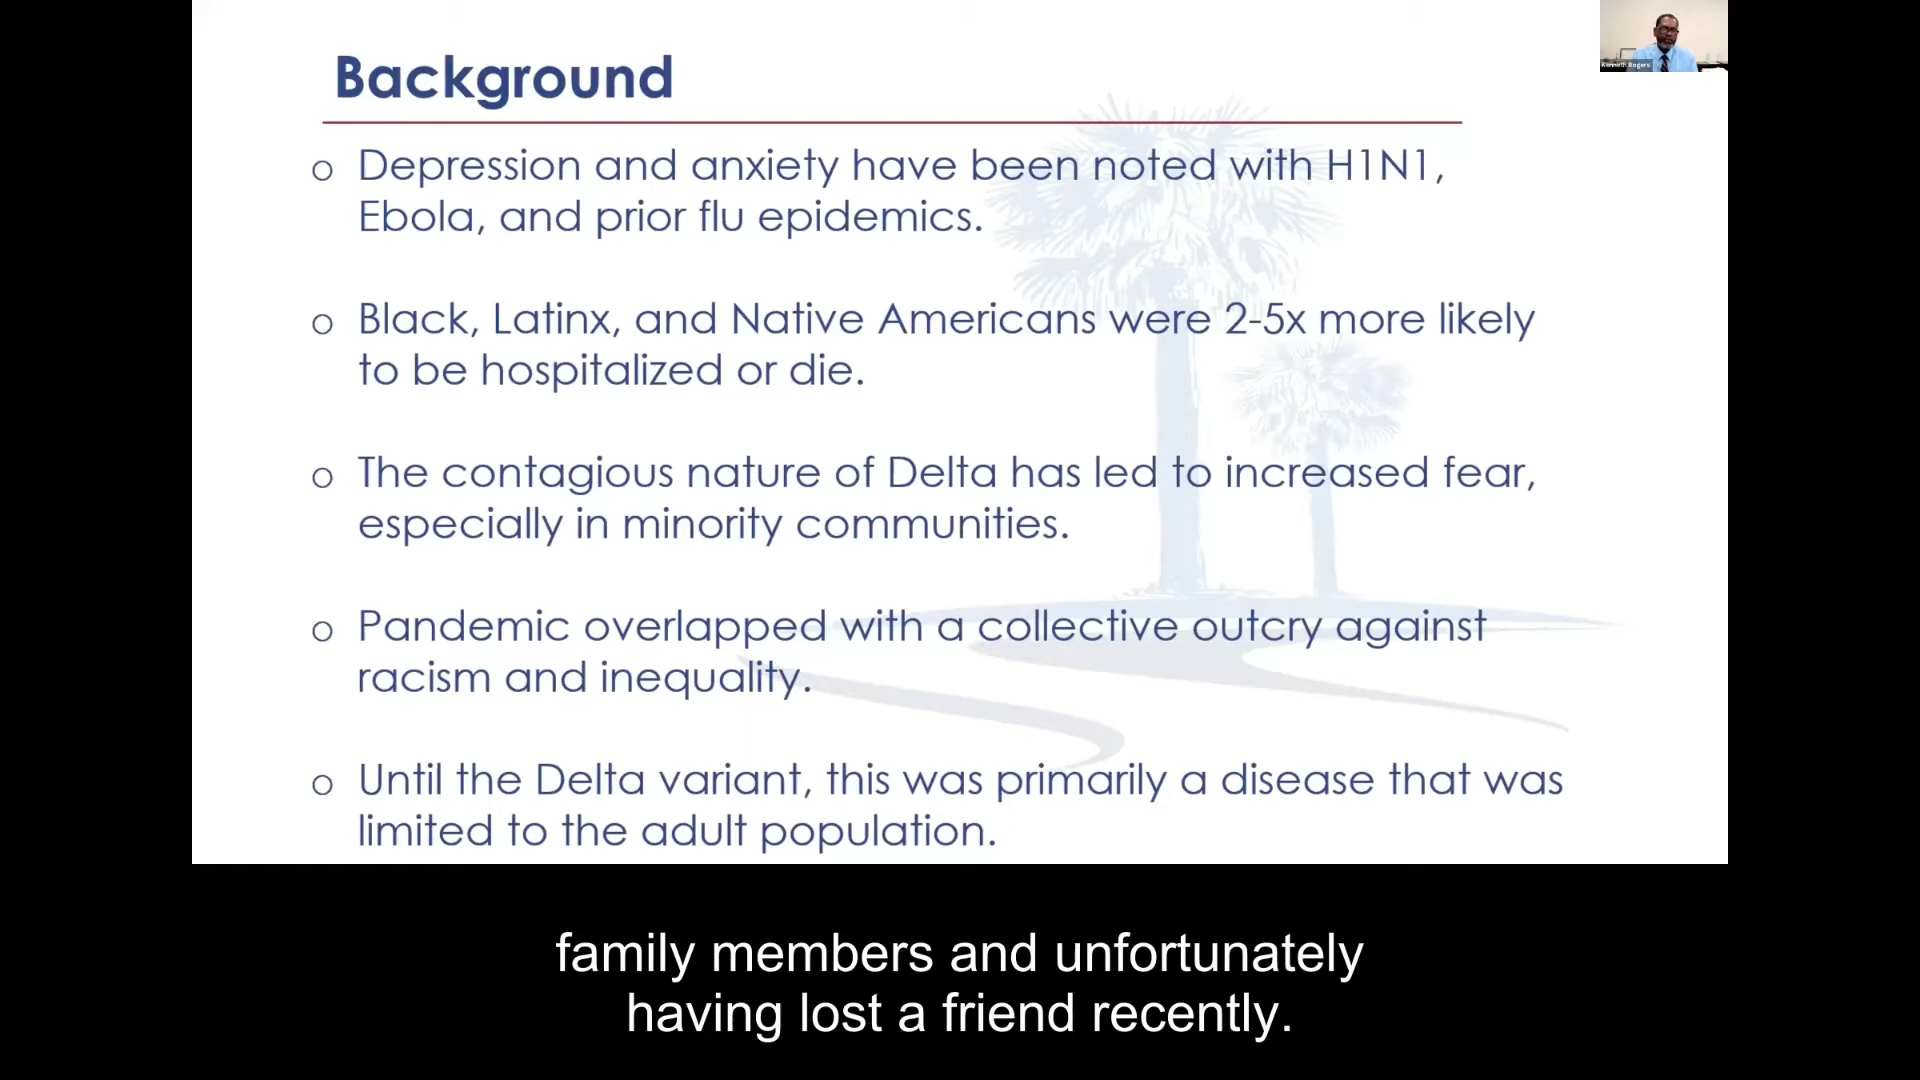 Background
Kenneth Rogers
o Depression and anxiety have been noted with H1N1,
Ebola, and prior flu epidemics.
o Black, Latinx, and Native Americans were 2-5x more likely
to be hospitalized or die.
o The contagious nature of Delta has led to increased fear,
especially in minority communities.
o Pandemic overlapped with a collective outcry against
racism and inequality.
o Until the Delta variant, this was primarily a disease that was
limited to the adult population.
family members and unfortunately
having lost a friend recently.